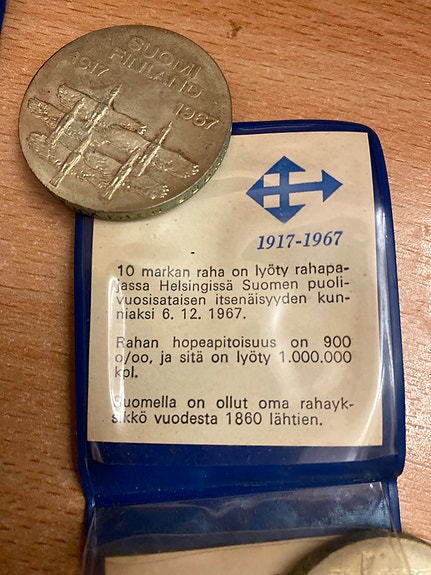 SUOMI
FINLAND
1917
1967
1917-1967
10 markan raha on lyöty rahapa-
jassa Helsingissä Suomen puoli-
vuosisataisen itsenäisyyden kun-
niaksi 6. 12. 1967.
Rahan hopeapitoisuus on 900
o/oo, ja sitä on lyöty 1.000.000
kpl.
Suomella on ollut oma rahayk-
sikkö vuodesta 1860 lähtien.